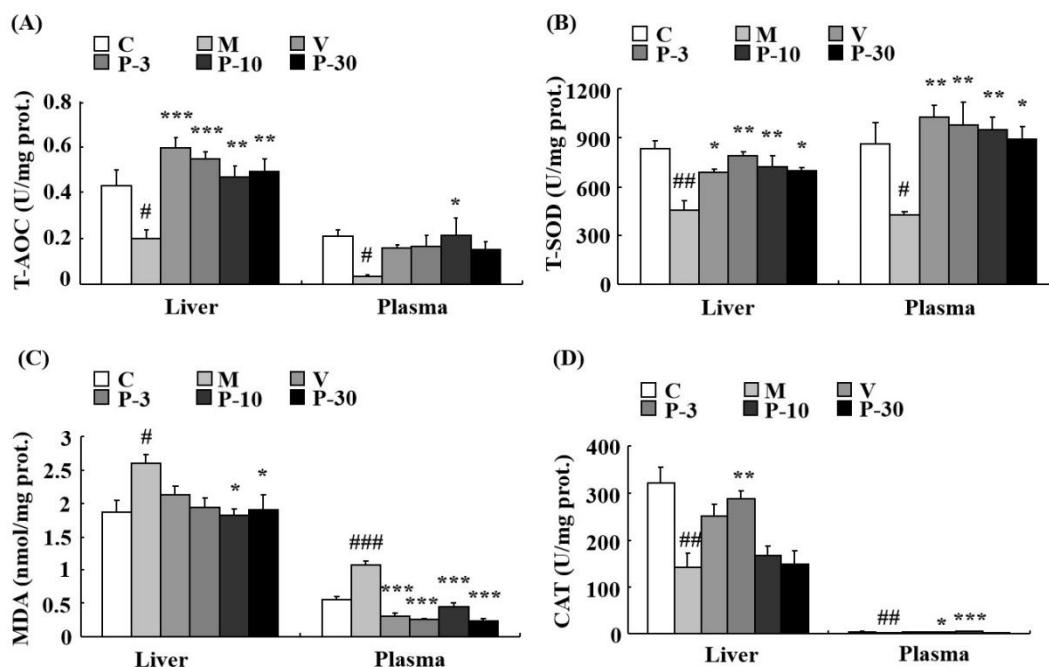 (A)
C M V
P-3 P-10 P-30
T-AOC (U/mg prot.)
0.8
0.6
0.4
0.2
0
#
***
***
**
**
#
*
Liver Plasma
(B)
C M V
P-3 P-10 P-30
T-SOD (U/mg prot.)
1200
900
600
300
0
##
*
**
**
*
#
**
**
**
*
Liver Plasma
(C)
C M V
P-3 P-10 P-30
MDA (nmol/mg prot.)
3
2.5
2
1.5
1
0.5
0
#
*
*
###
***
***
***
***
Liver Plasma
(D)
C M V
P-3 P-10 P-30
CAT (U/mg prot.)
400
300
200
100
0
##
**
##
*
***
Liver Plasma